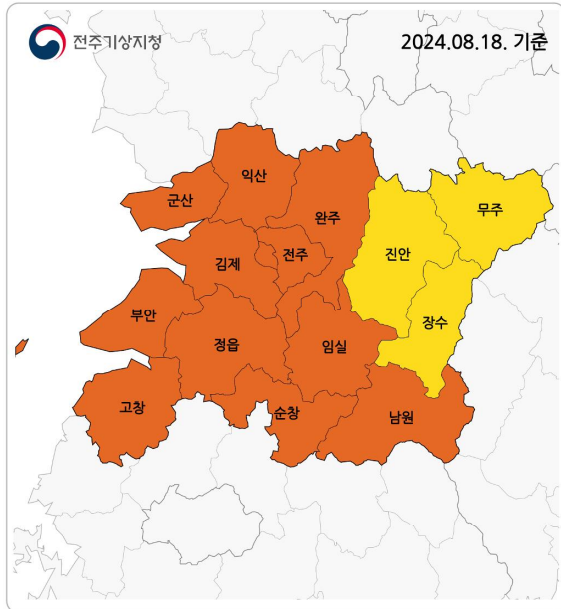 전주기상지청
2024.08.18. 기준
익산
군산
완주
무주
전주
진안
김제
부안
장수
정읍
임실
고창
순창
남원